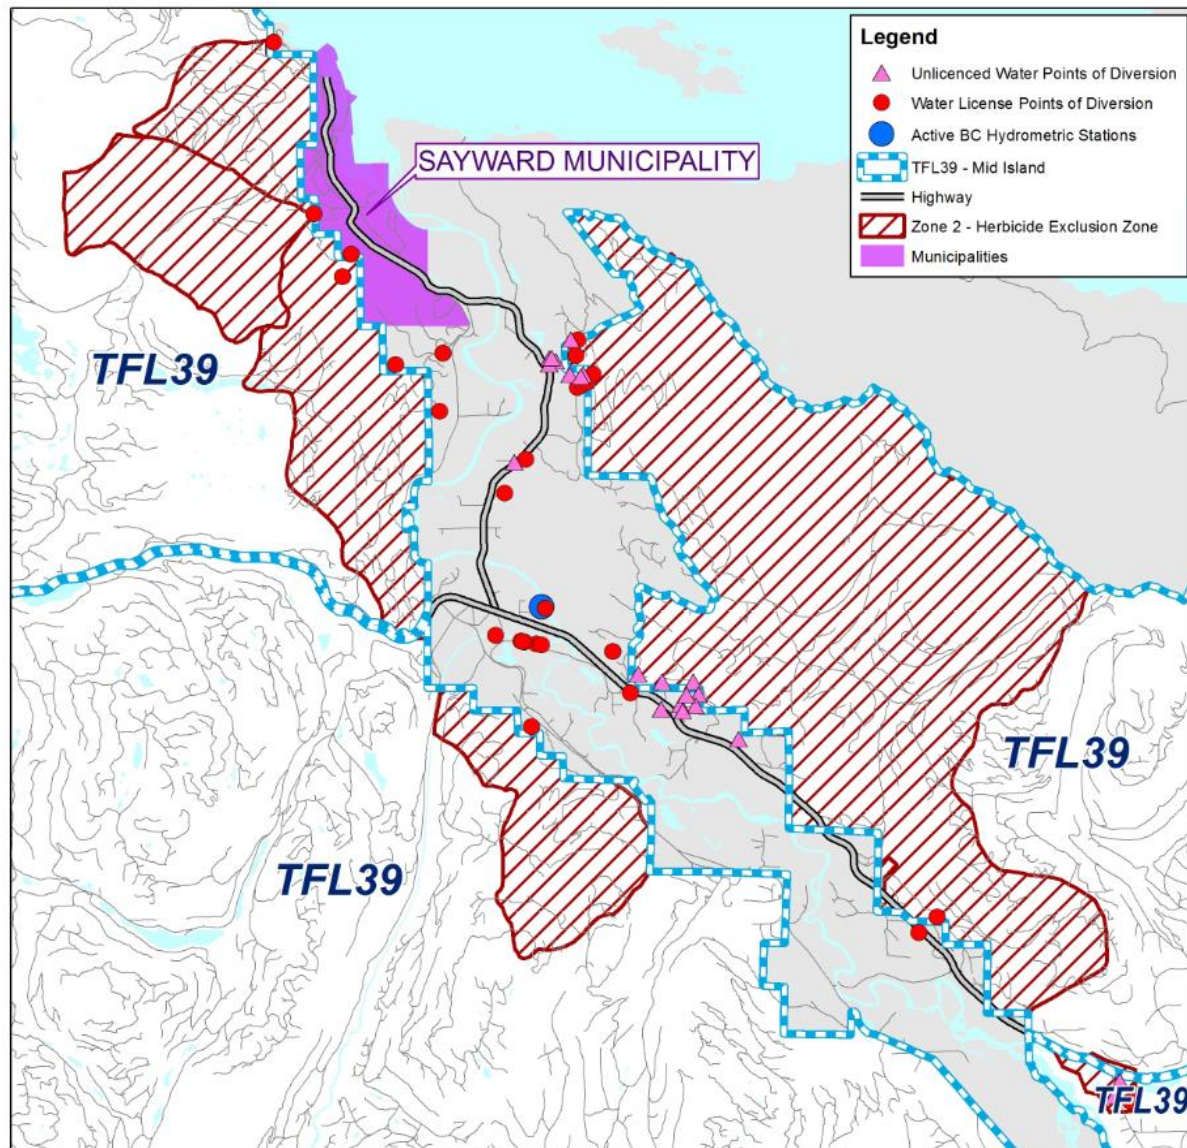 Legend
Unlicenced Water Points of Diversion
Water License Points of Diversion
Active BC Hydrometric Stations
TFL39 - Mid Island
Highway
Zone 2 - Herbicide Exclusion Zone
Municipalities
SAYWARD MUNICIPALITY
TFL39
TFL39
TFL39
TFL39